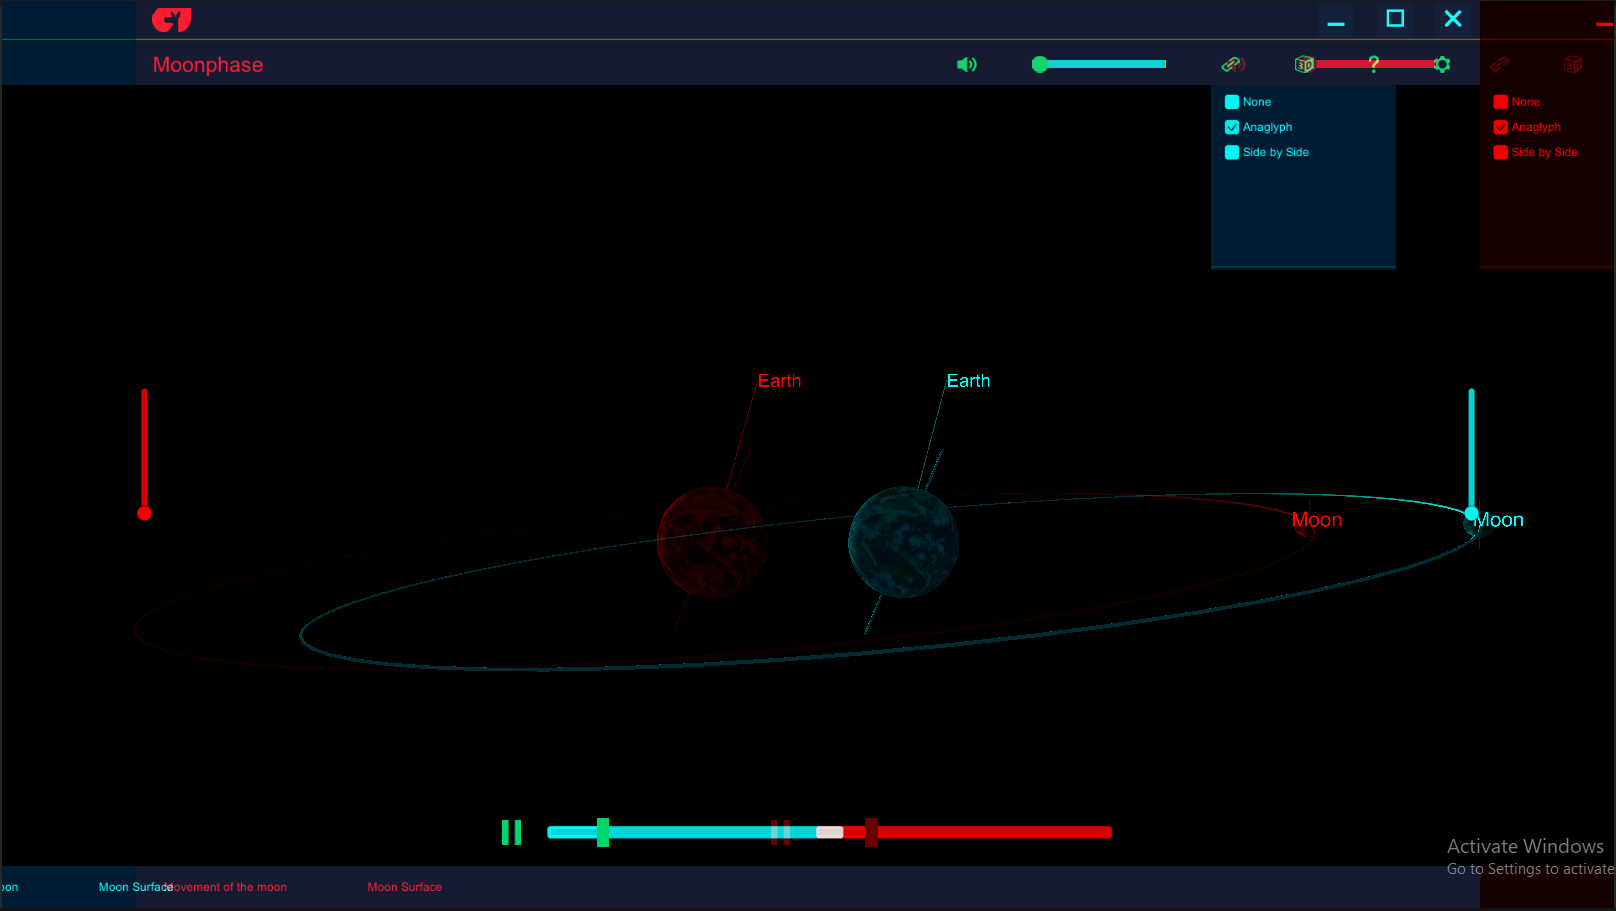 Moonphase
3D
?
None
None
Anaglyph
Anaglyph
Side by Side
Side by Side
Earth
Earth
Moon
Moon
Activate Windows
Go to Settings to activate
oon
Moon Surface
Movement of the moon
Moon Surface